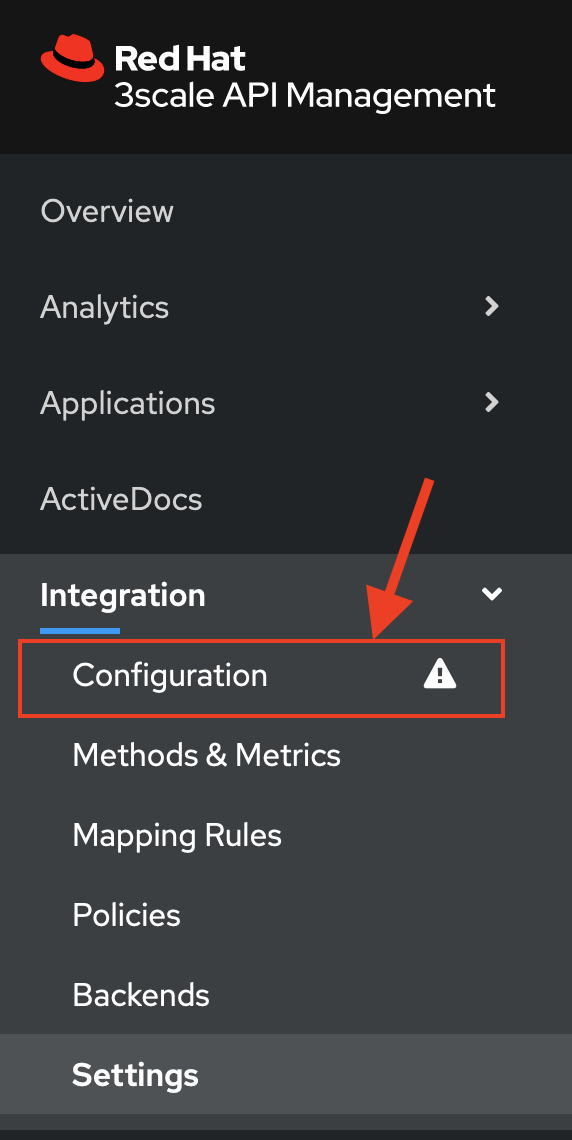 Red Hat
3scale API Management
Overview
Analytics
Applications
ActiveDocs
Integration
Configuration
Methods & Metrics
Mapping Rules
Policies
Backends
Settings